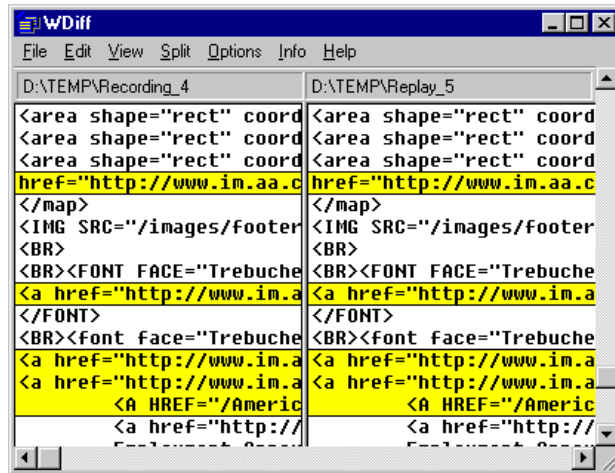 WDiff
File Edit View Split Options Info Help
D:\TEMP\Recording_4 D:\TEMP\Replay_5
<area shape="rect" coord <area shape="rect" coord
<area shape="rect" coord <area shape="rect" coord
<area shape="rect" coord <area shape="rect" coord
href="http://www.im.aa.c href="http://www.im.aa.c
</map> </map>
<IMG SRC="/images/footer <IMG SRC="/images/footer
<BR> <BR>
<BR><FONT FACE="Trebuche <BR><FONT FACE="Trebuche
<a href="http://www.im.a <a href="http://www.im.a
</FONT> </FONT>
<BR><font face="Trebuche <BR><font face="Trebuche
<a href="http://www.im.a <a href="http://www.im.a
<a href="http://www.im.a <a href="http://www.im.a
<A HREF="/Americ <A HREF="/Americ
<a href="http:// <a href="http://